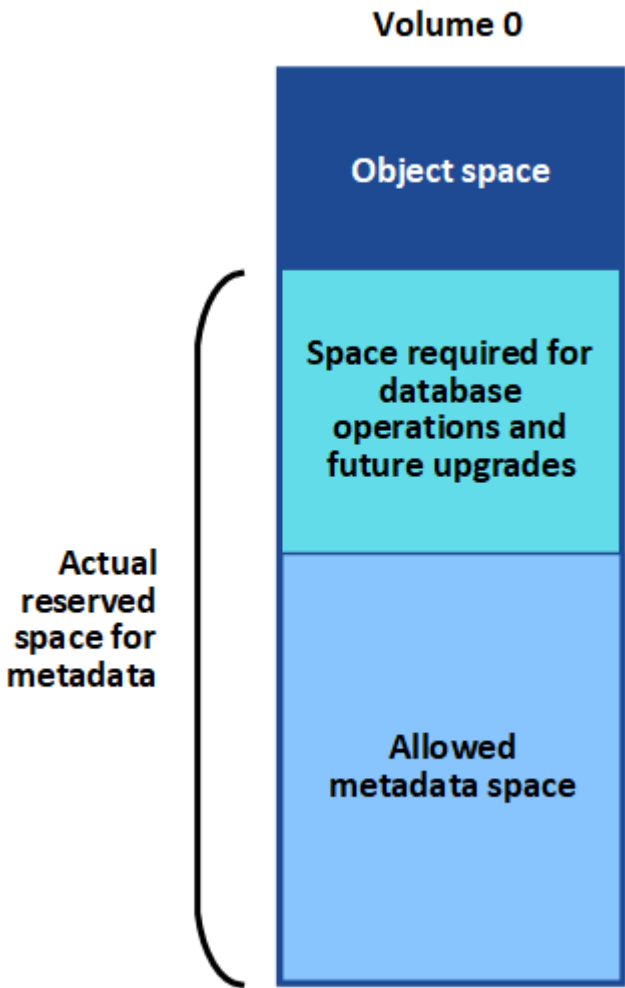 Volume 0
Object space
Space required for
database
operations and
future upgrades
Actual
reserved
space for
metadata
Allowed
metadata space